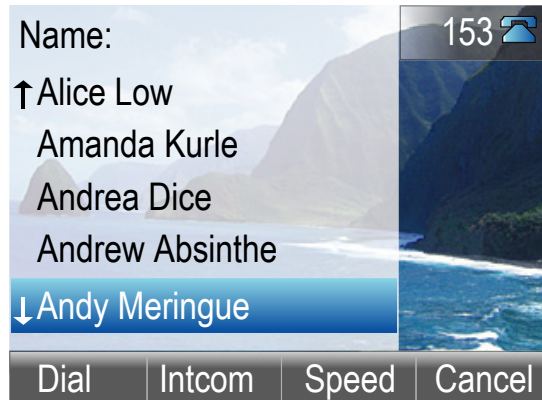 Name:
153
↑Alice Low
Amanda Kurle
Andrea Dice
Andrew Absinthe
↓Andy Meringue
Dial Intcom Speed Cancel